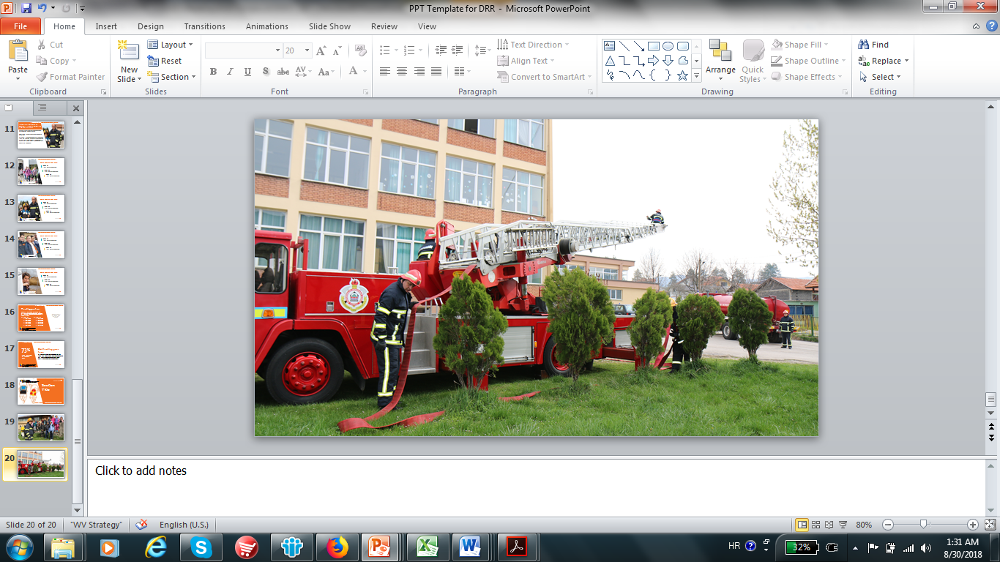 PPT Template for DRR - Microsoft PowerPoint
File Home Insert Design Transitions Animations Slide Show Review View
Paste
Cut
Copy
Format Painter
Clipboard
New Slide
Layout
Reset
Section
Slides
20
B I U S abc AV Aa A
Font
Text Direction
Align Text
Convert to SmartArt
Paragraph
Arrange
Quick Styles
Shape Fill
Shape Outline
Shape Effects
Drawing
Find
Replace
Select
Editing
11
12
13
14
15
16
17
73%
18
19
20
Click to add notes
Slide 20 of 20 "WV Strategy" English (U.S.) 80%
HR 32% 1:31 AM
8/30/2018